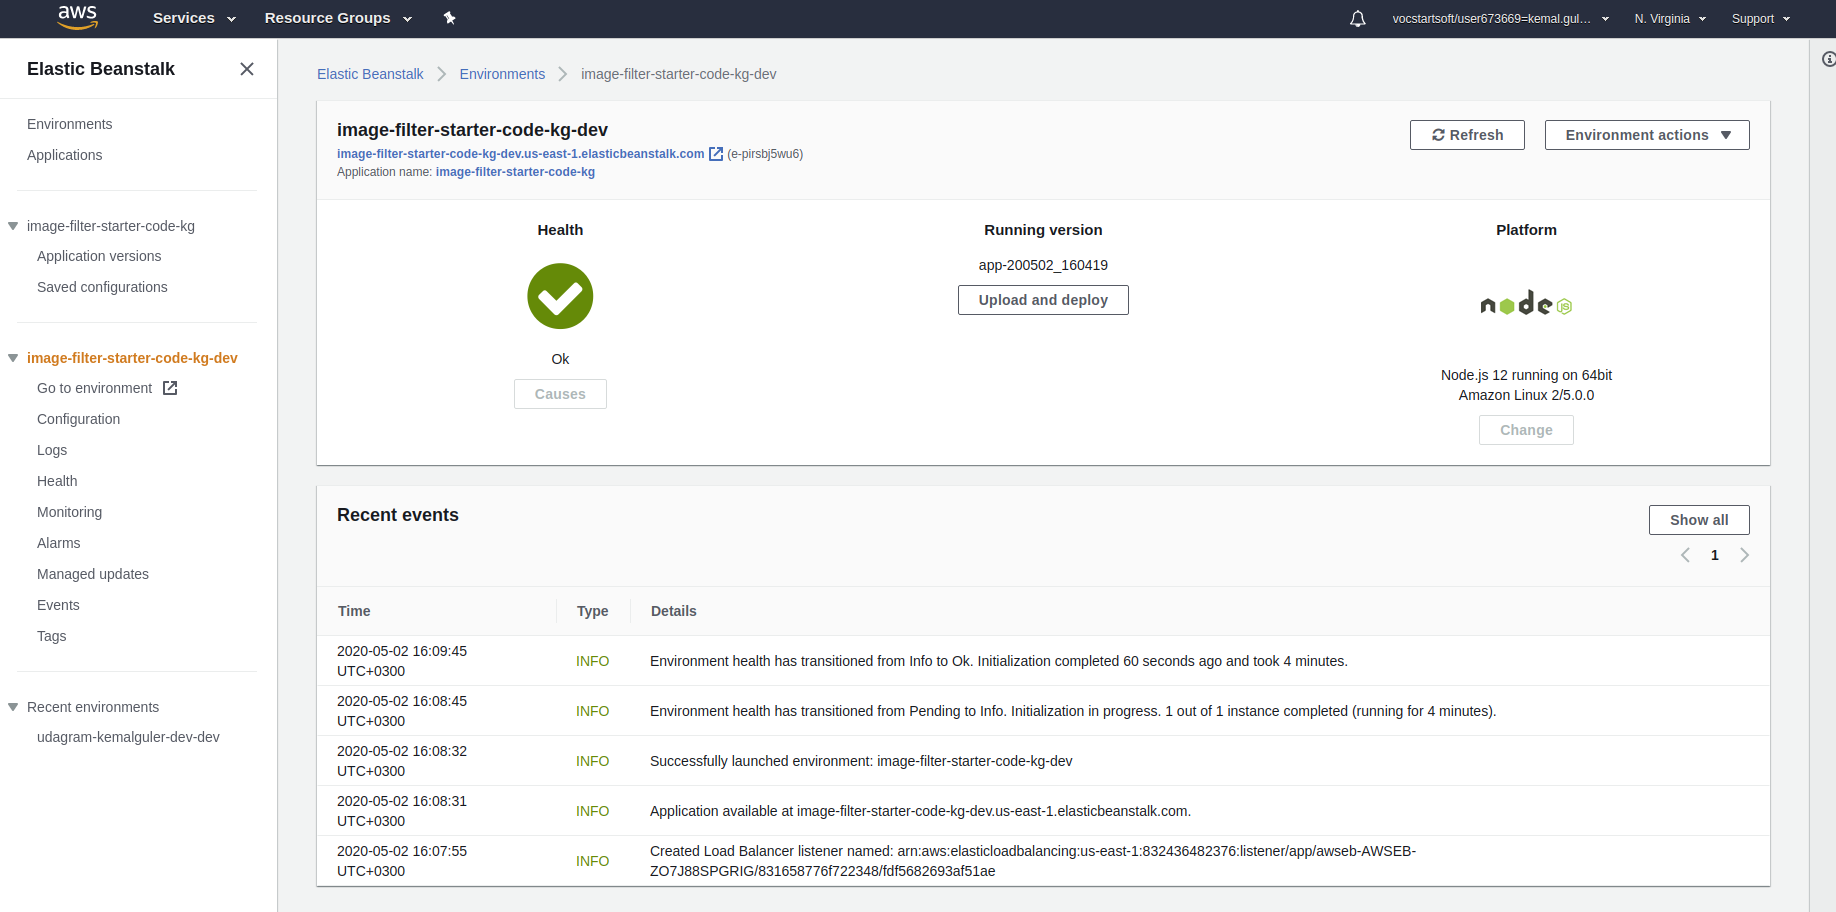 aws
Services
Resource Groups
vocstartsoft/user673669=kemal.gul...
N. Virginia
Support
Elastic Beanstalk
Environments
Applications
image-filter-starter-code-kg
Application versions
Saved configurations
image-filter-starter-code-kg-dev
Go to environment
Configuration
Logs
Health
Monitoring
Alarms
Managed updates
Events
Tags
Recent environments
udagram-kemalguler-dev-dev
Elastic Beanstalk > Environments > image-filter-starter-code-kg-dev
image-filter-starter-code-kg-dev
image-filter-starter-code-kg-dev.us-east-1.elasticbeanstalk.com (e-pirsbj5wu6)
Application name: image-filter-starter-code-kg
Refresh
Environment actions
Health
Ok
Causes
Running version
app-200502_160419
Upload and deploy
Platform
node JS
Node.js 12 running on 64bit
Amazon Linux 2/5.0.0
Change
Recent events
Show all
1
Time Type Details
2020-05-02 16:09:45
UTC+0300
INFO
Environment health has transitioned from Info to Ok. Initialization completed 60 seconds ago and took 4 minutes.
2020-05-02 16:08:45
UTC+0300
INFO
Environment health has transitioned from Pending to Info. Initialization in progress. 1 out of 1 instance completed (running for 4 minutes).
2020-05-02 16:08:32
UTC+0300
INFO
Successfully launched environment: image-filter-starter-code-kg-dev
2020-05-02 16:08:31
UTC+0300
INFO
Application available at image-filter-starter-code-kg-dev.us-east-1.elasticbeanstalk.com.
2020-05-02 16:07:55
UTC+0300
INFO
Created Load Balancer listener named: arn:aws:elasticloadbalancing:us-east-1:832436482376:listener/app/awseb-AWSEB-
ZO7J88SPGRIG/831658776f722348/fdf5682693af51ae